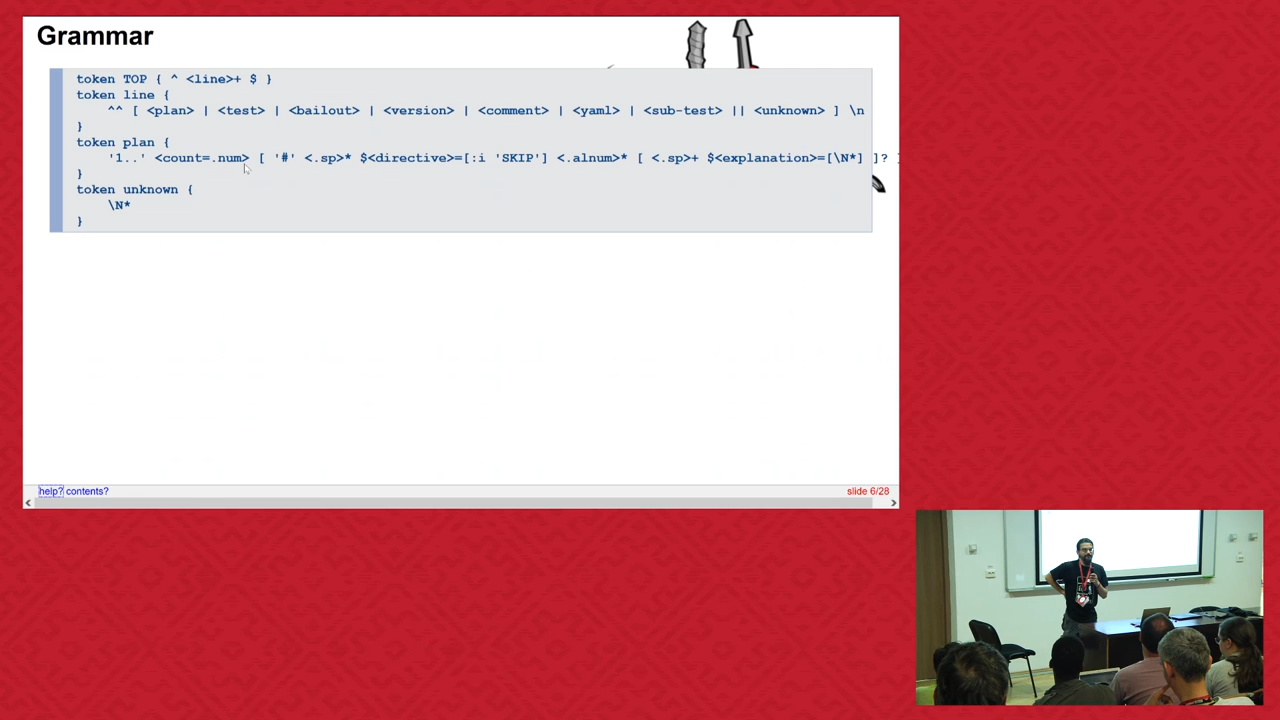 Grammar
token TOP { ^ <line>+ $ }
token line {
^^ [ <plan> | <test> | <bailout> | <version> | <comment> | <yaml> | <sub-test> || <unknown> ] \n
}
token plan {
'1..' <count=.num> [ '#' <.sp>* $<directive>=[:i 'SKIP'] <.alnum>* [ <.sp>+ $<explanation>=[\N*] ]? ]
}
token unknown {
\N*
}
help? contents?
slide 6/28